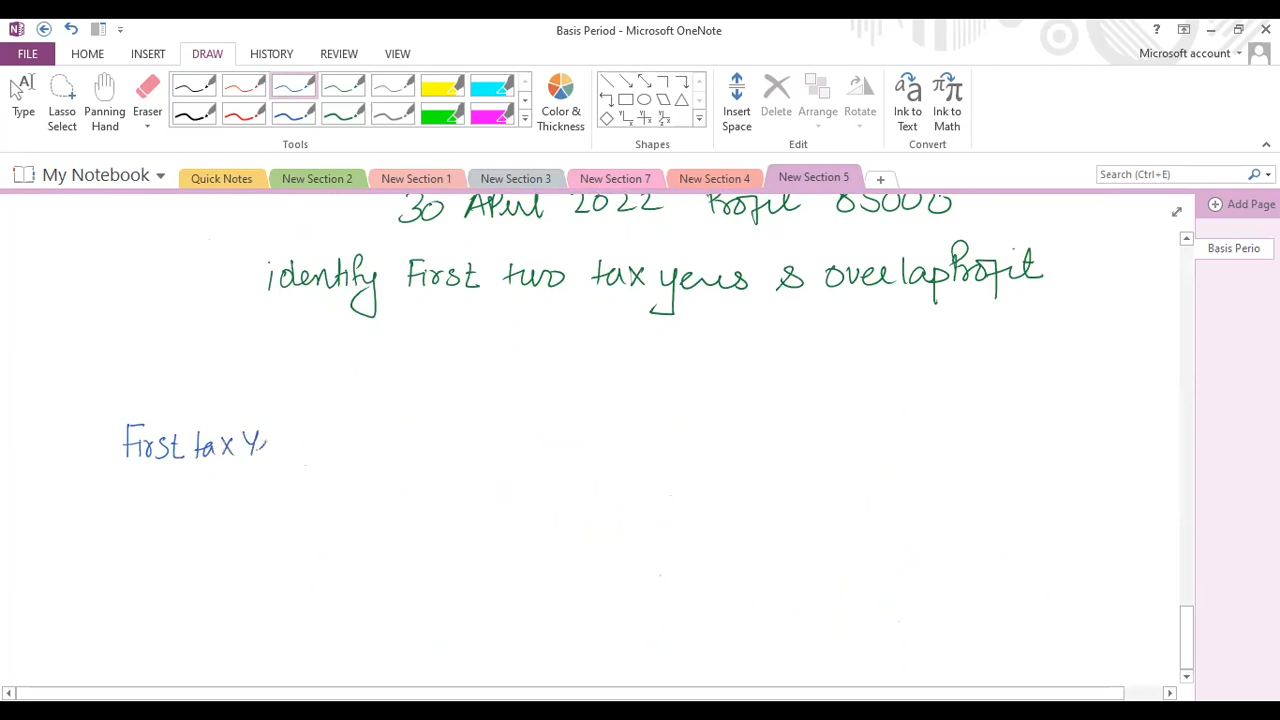 Basis Period - Microsoft OneNote
Microsoft account
FILE HOME INSERT DRAW HISTORY REVIEW VIEW
Type Lasso Select Panning Hand Eraser Color & Thickness Insert Space Delete Arrange Rotate Ink to Text Ink to Math
Tools Shapes Edit Convert
My Notebook Quick Notes New Section 2 New Section 1 New Section 3 New Section 7 New Section 4 New Section 5 Search (Ctrl+E)
Add Page
30 April 2022 Profit 85000
Basis Perio
identify First two tax years & overlap Profit
First tax Y